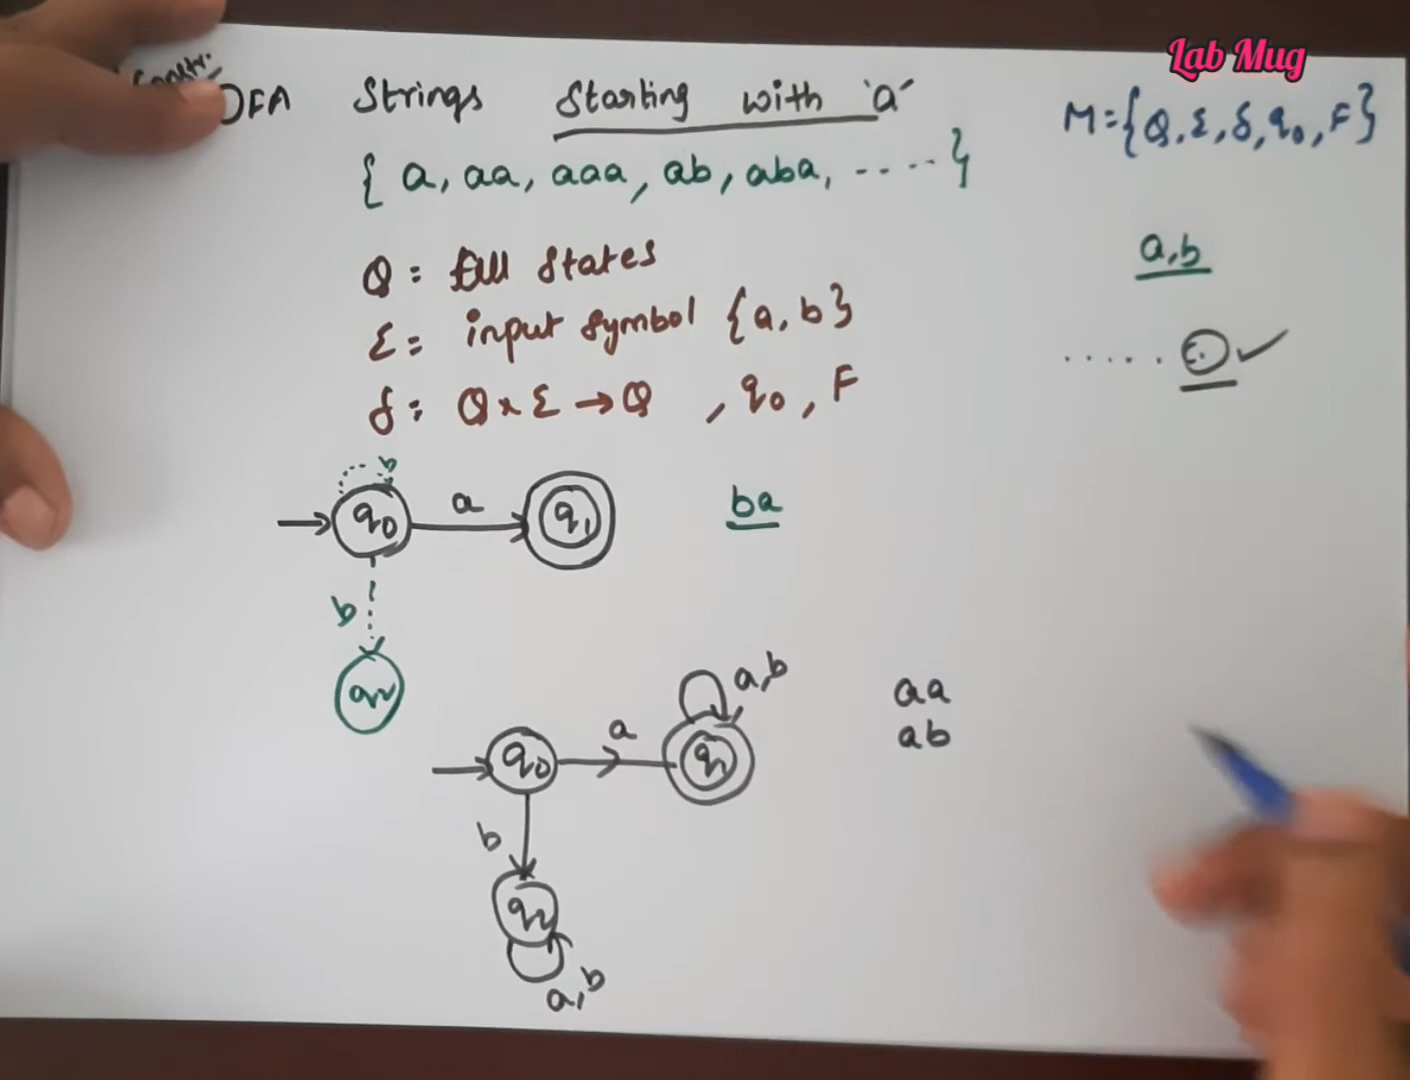 Lab Mug
DFA Strings Starting with 'a'
M={Q,Σ,δ,q0,F}
{ a, aa, aaa, ab, aba, ..... }
a,b
Q = All States
Σ = input symbol {a, b}
δ: Q x Σ → Q , q0, F
b
q0 a q1
ba
b
q2
a,b
aa
ab
q0 a q1
b
q2
a,b